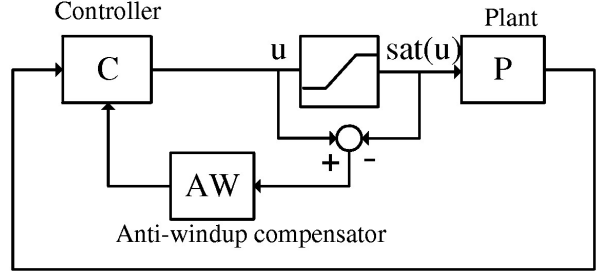 Controller
Plant
C
u
sat(u)
P
+
-
AW
Anti-windup compensator